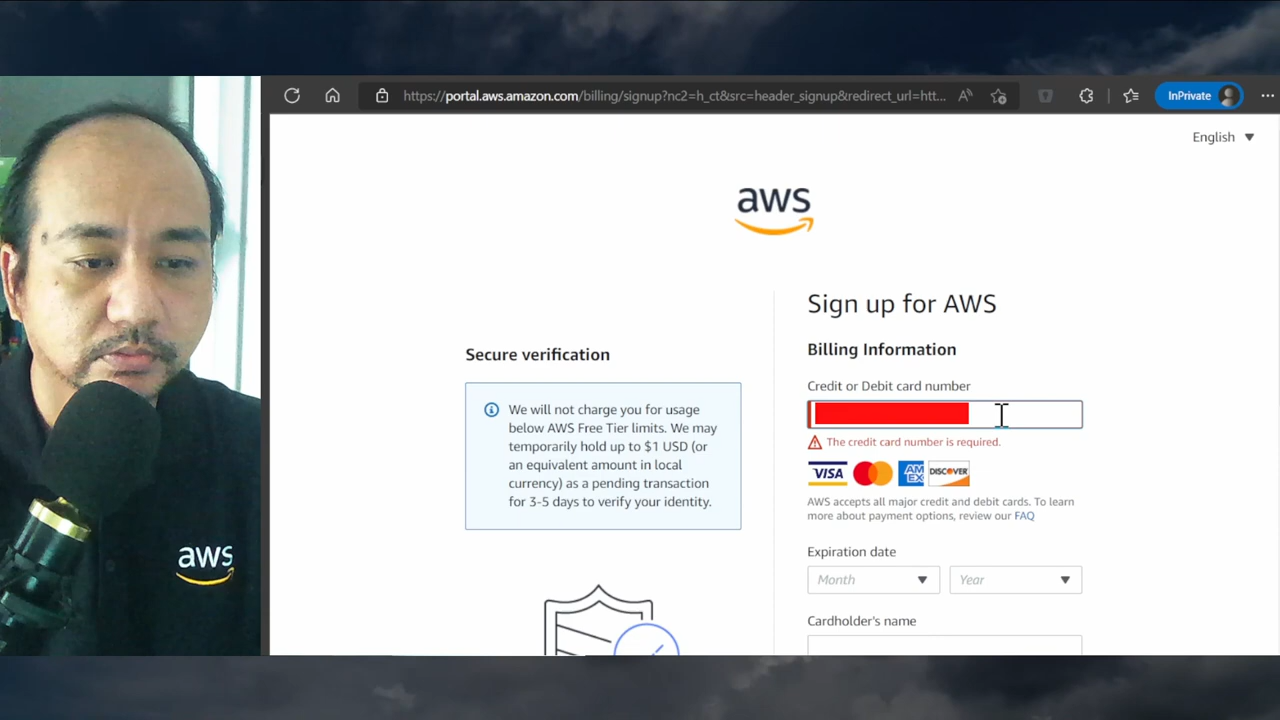 https://portal.aws.amazon.com/billing/signup?nc2=h_ct&src=header_signup&redirect_url=htt...
InPrivate
English
aws
Sign up for AWS
Billing Information
Secure verification
We will not charge you for usage
below AWS Free Tier limits. We may
temporarily hold up to $1 USD (or
an equivalent amount in local
currency) as a pending transaction
for 3-5 days to verify your identity.
Credit or Debit card number
The credit card number is required.
VISA
AM
EX
DISCOVER
AWS accepts all major credit and debit cards. To learn
more about payment options, review our FAQ
Expiration date
Month
Year
Cardholder's name
aws